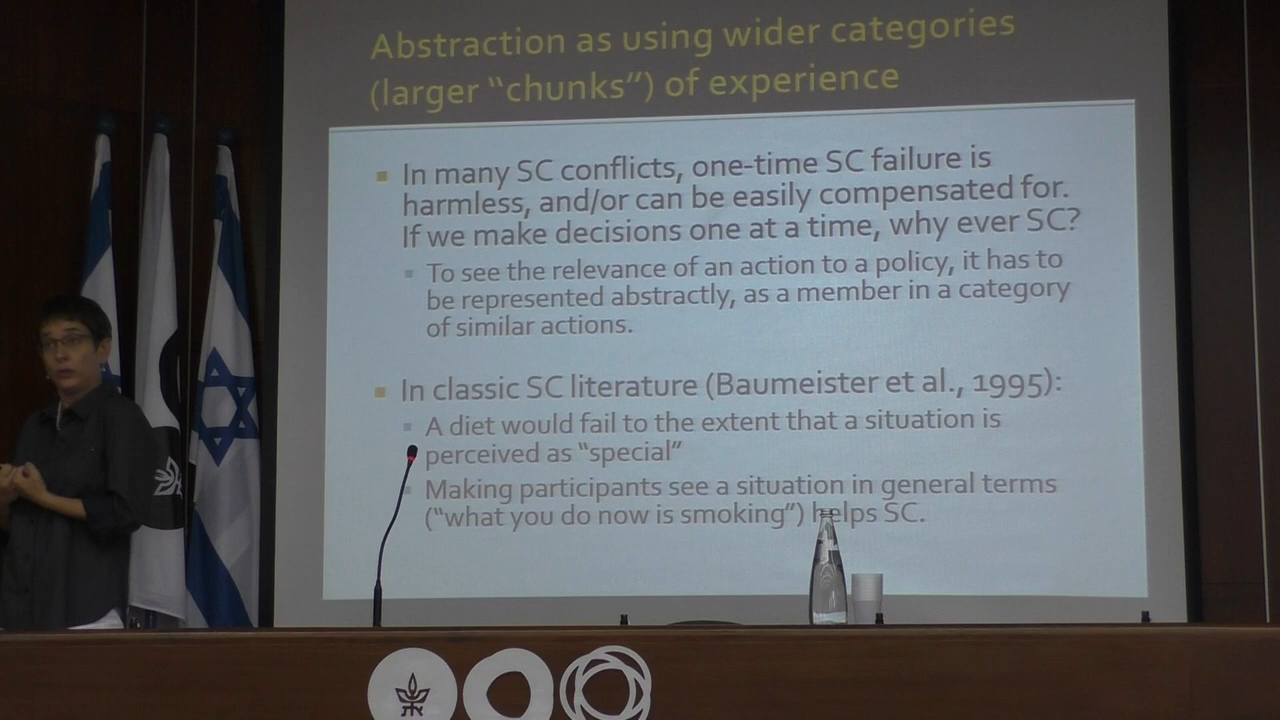 Abstraction as using wider categories
(larger “chunks”) of experience
In many SC conflicts, one-time SC failure is
harmless, and/or can be easily compensated for.
If we make decisions one at a time, why ever SC?
To see the relevance of an action to a policy, it has to
be represented abstractly, as a member in a category
of similar actions.
In classic SC literature (Baumeister et al., 1995):
A diet would fail to the extent that a situation is
perceived as “special”
Making participants see a situation in general terms
(“what you do now is smoking”) helps SC.